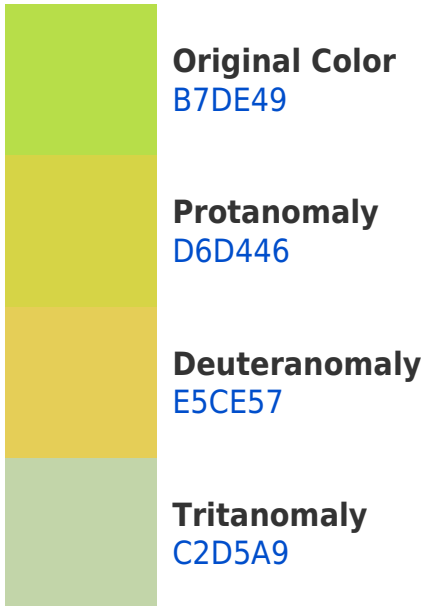 Original Color
B7DE49
Protanomaly
D6D446
Deuteranomaly
E5CE57
Tritanomaly
C2D5A9